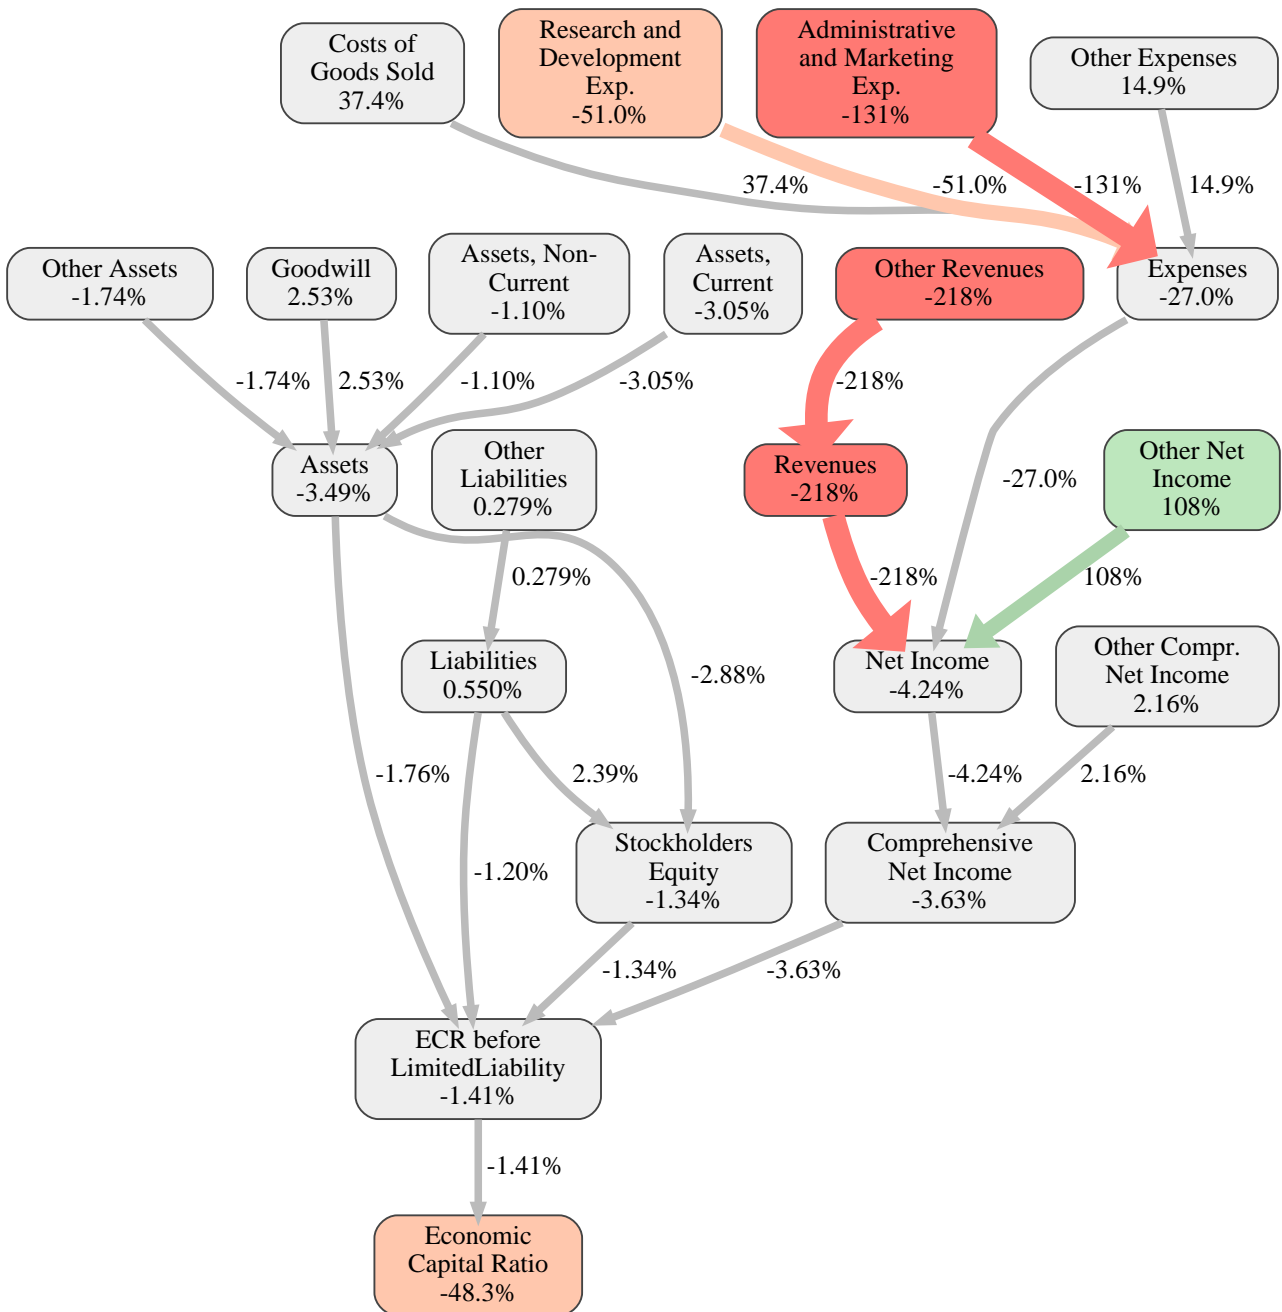 Costs of
Goods Sold
37.4%
Research and
Development
Exp.
-51.0%
Administrative
and Marketing
Exp.
-131%
Other Expenses
14.9%
37.4%
-51.0%
-131%
14.9%
Other Assets
-1.74%
Goodwill
2.53%
Assets, Non-
Current
-1.10%
Assets,
Current
-3.05%
Other Revenues
-218%
Expenses
-27.0%
-1.74%
2.53%
-1.10%
-3.05%
-218%
Assets
-3.49%
Other
Liabilities
0.279%
Revenues
-218%
-27.0%
Other Net
Income
108%
0.279%
-218%
108%
Liabilities
0.550%
-2.88%
Net Income
-4.24%
Other Compr.
Net Income
2.16%
-1.76%
2.39%
-4.24%
2.16%
-1.20%
Stockholders
Equity
-1.34%
Comprehensive
Net Income
-3.63%
-1.34%
-3.63%
ECR before
LimitedLiability
-1.41%
-1.41%
Economic
Capital Ratio
-48.3%